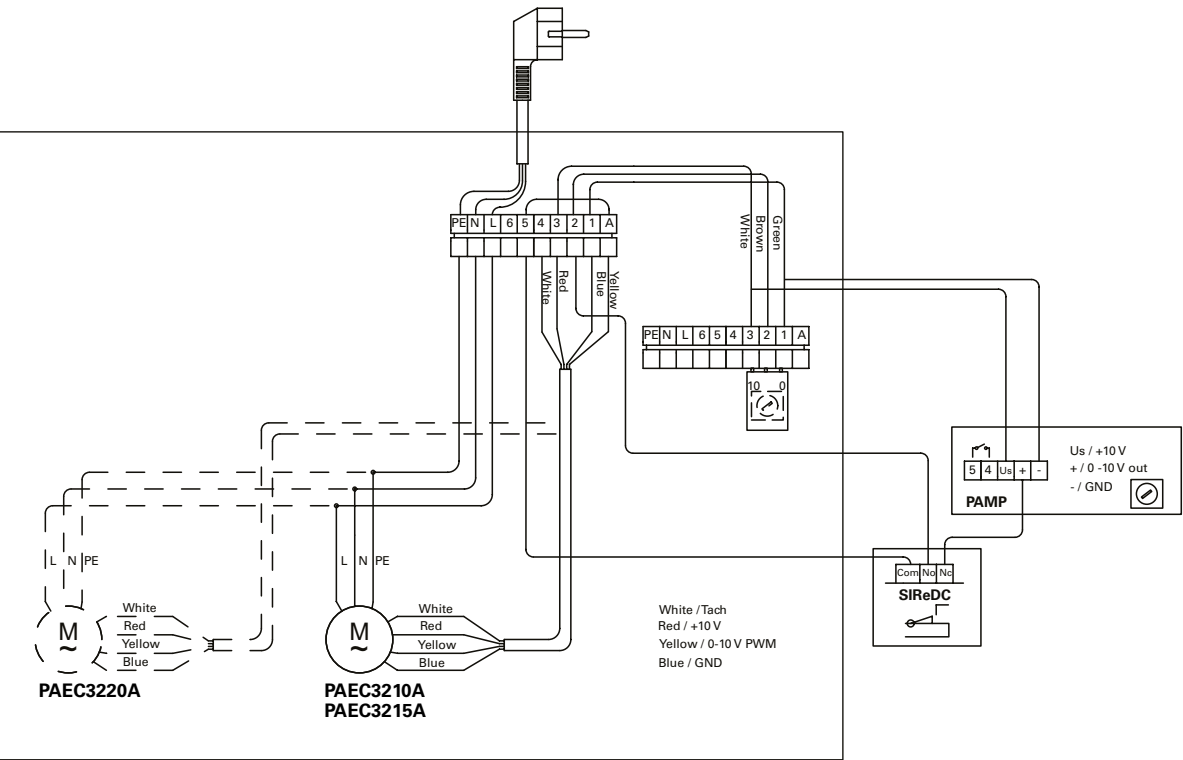 PE N L 6 5 4 3 2 1 A
White
Brown
Green
White
Red
Blue
Yellow
PE N L 6 5 4 3 2 1 A
10 0
5 4 Us + -
PAMP
Us / +10 V
+ / 0 -10 V out
- / GND
Com No Nc
SIReDC
L N PE
L N PE
White
Red
Yellow
Blue
M
~
PAEC3220A
White
Red
Yellow
Blue
M
~
PAEC3210A
PAEC3215A
White / Tach
Red / +10 V
Yellow / 0-10 V PWM
Blue / GND